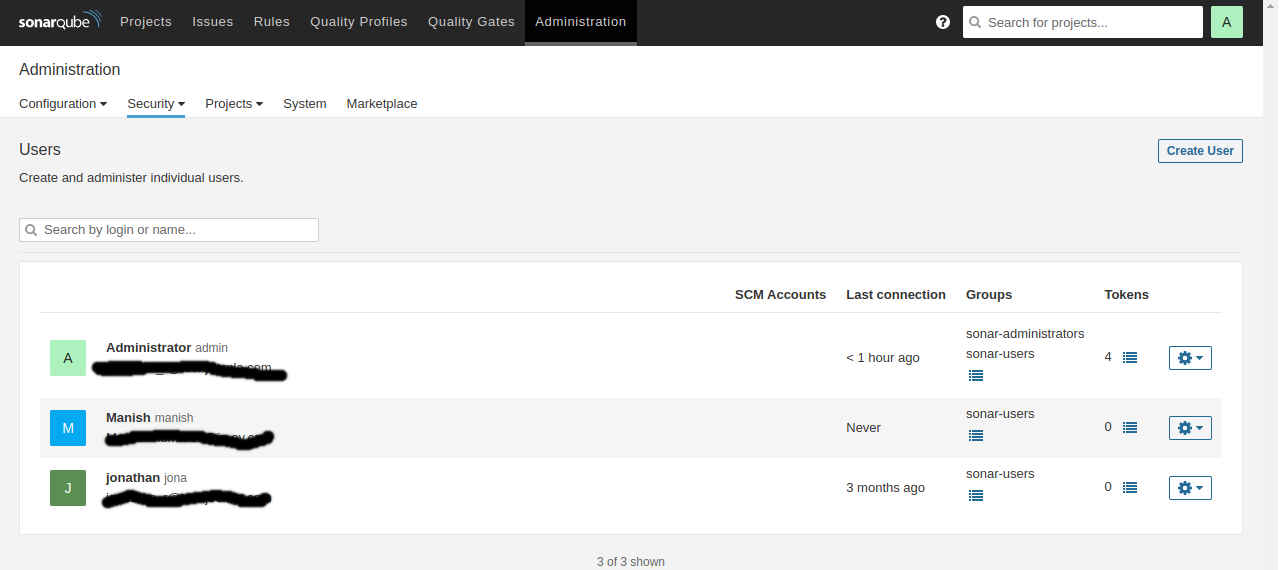 sonarqube Projects Issues Rules Quality Profiles Quality Gates Administration ? Search for projects... A
Administration
Configuration Security Projects System Marketplace
Users
Create User
Create and administer individual users.
Search by login or name...
SCM Accounts Last connection Groups Tokens
A Administrator admin < 1 hour ago sonar-administrators sonar-users 4
M Manish manish Never sonar-users 0
J jonathan jona 3 months ago sonar-users 0
3 of 3 shown